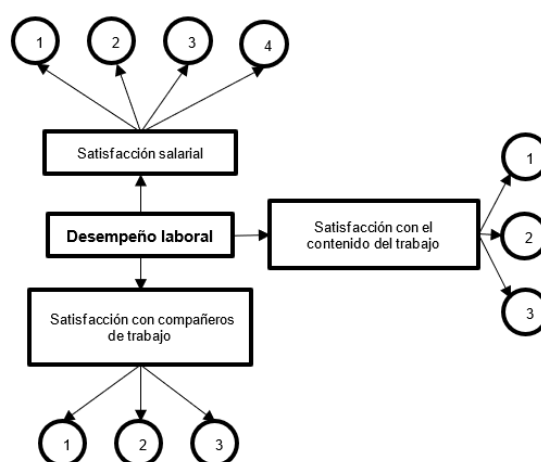 1
2
3
4
Satisfacción salarial
Desempeño laboral
Satisfacción con el
contenido del trabajo
1
2
3
Satisfacción con compañeros
de trabajo
1
2
3